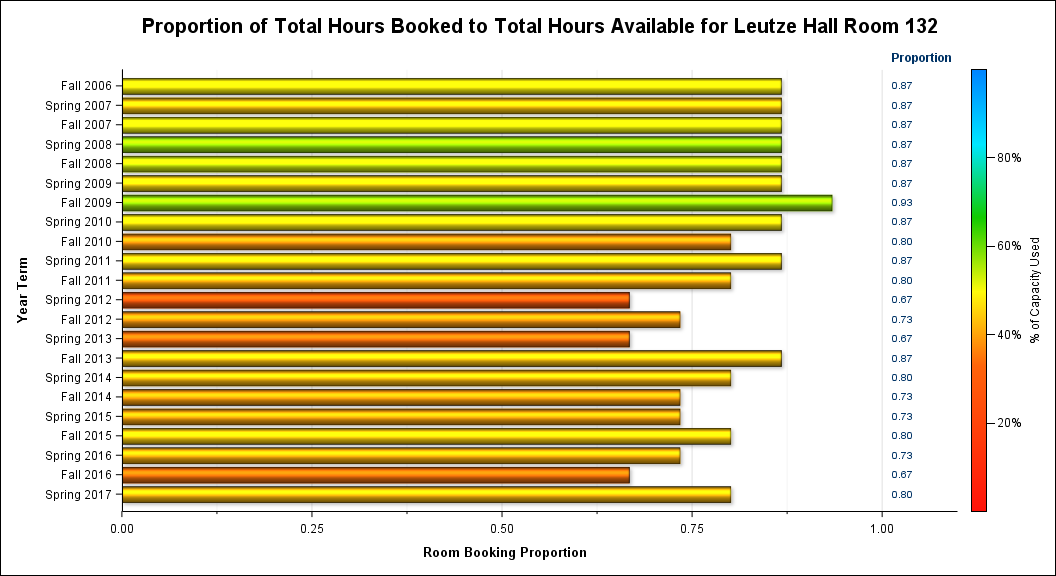 Proportion of Total Hours Booked to Total Hours Available for Leutze Hall Room 132
Proportion
Fall 2006 0.87
Spring 2007 0.87
Fall 2007 0.87
Spring 2008 0.87
Fall 2008 0.87
Spring 2009 0.87
Fall 2009 0.93
Spring 2010 0.87
Fall 2010 0.80
Spring 2011 0.87
Fall 2011 0.80
Spring 2012 0.67
Fall 2012 0.73
Spring 2013 0.67
Fall 2013 0.87
Spring 2014 0.80
Fall 2014 0.73
Spring 2015 0.73
Fall 2015 0.80
Spring 2016 0.73
Fall 2016 0.67
Spring 2017 0.80
Year Term
0.00 0.25 0.50 0.75 1.00
Room Booking Proportion
80%
60%
40%
20%
% of Capacity Used